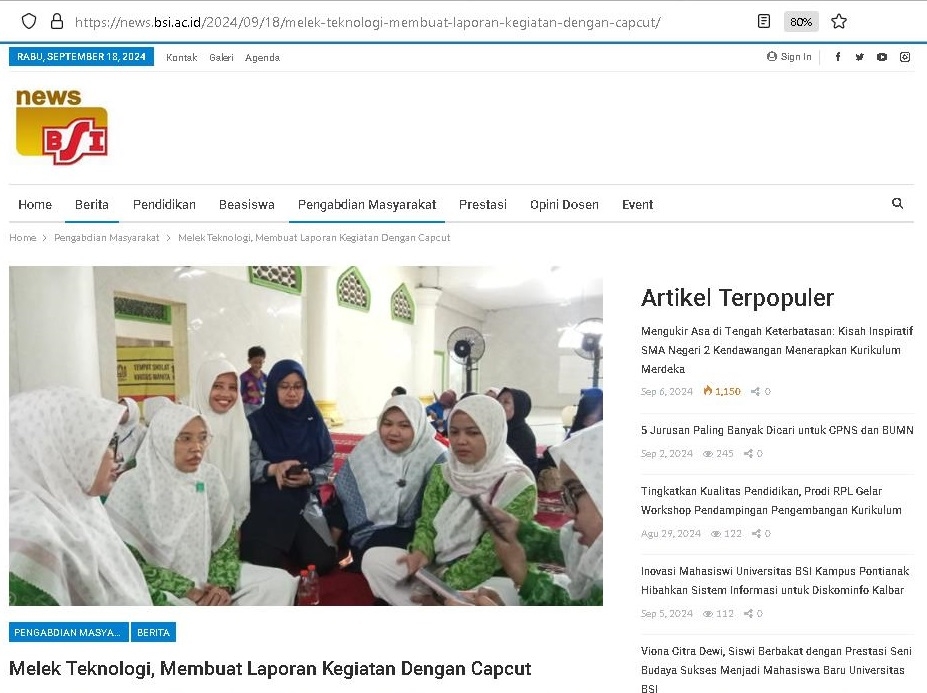 https://news.bsi.ac.id/2024/09/18/melek-teknologi-membuat-laporan-kegiatan-dengan-capcut/
80%
RABU, SEPTEMBER 18, 2024
Kontak Galeri Agenda
Sign In
news
BSI
Home Berita Pendidikan Beasiswa Pengabdian Masyarakat Prestasi Opini Dosen Event
Home > Pengabdian Masyarakat > Melek Teknologi, Membuat Laporan Kegiatan Dengan Capcut
TEMPAT SHOLAT
KHUSUS WANITA
PENGABDIAN MASYA... BERITA
Melek Teknologi, Membuat Laporan Kegiatan Dengan Capcut
Artikel Terpopuler
Mengukir Asa di Tengah Keterbatasan: Kisah Inspiratif
SMA Negeri 2 Kendawangan Menerapkan Kurikulum
Merdeka
Sep 6, 2024 1,150 0
5 Jurusan Paling Banyak Dicari untuk CPNS dan BUMN
Sep 2, 2024 245 0
Tingkatkan Kualitas Pendidikan, Prodi RPL Gelar
Workshop Pendampingan Pengembangan Kurikulum
Agu 29, 2024 122 0
Inovasi Mahasiswi Universitas BSI Kampus Pontianak
Hibahkan Sistem Informasi untuk Diskominfo Kalbar
Sep 5, 2024 112 0
Viona Citra Dewi, Siswi Berbakat dengan Prestasi Seni
Budaya Sukses Menjadi Mahasiswa Baru Universitas
BSI